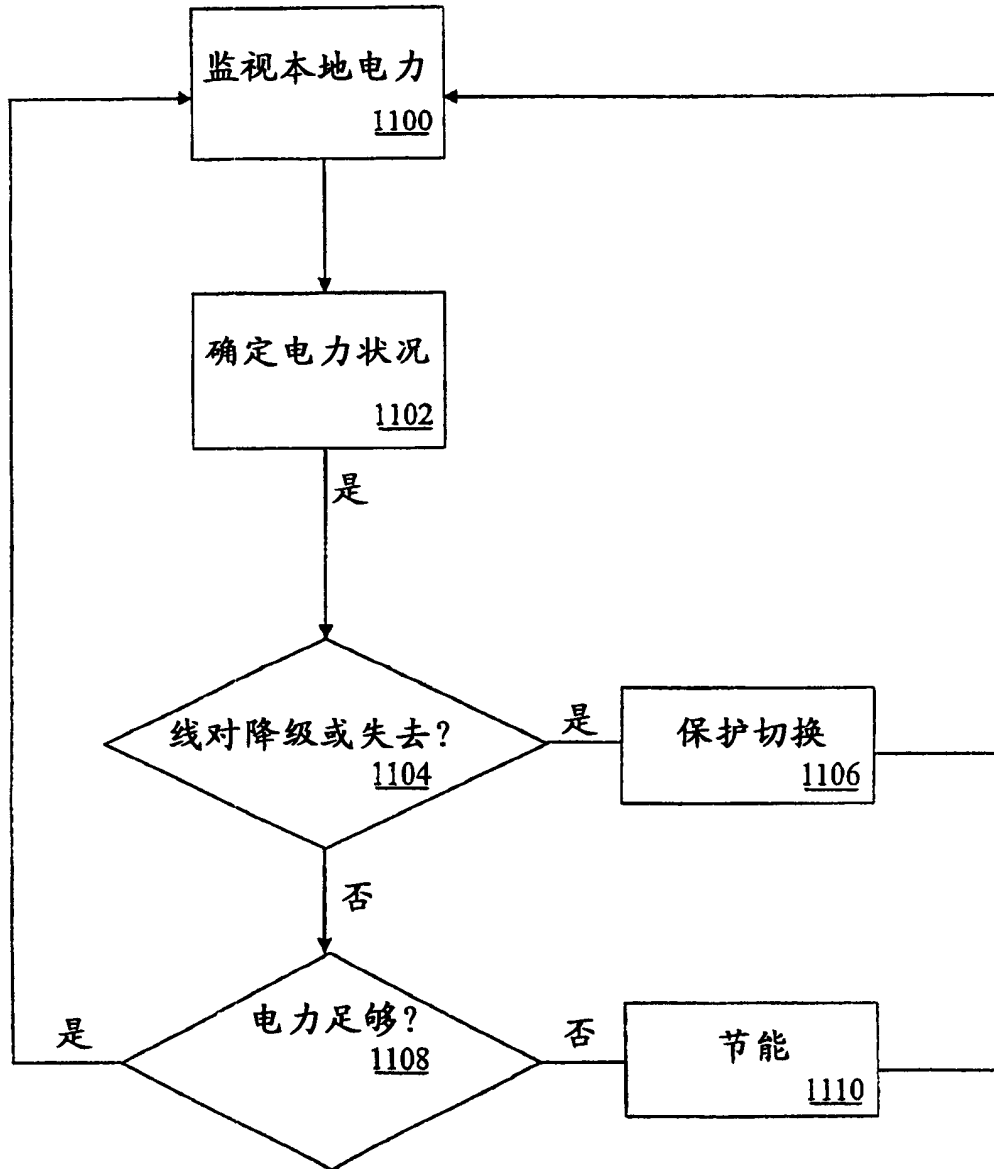 监视本地电力
1100
确定电力状况
1102
是
线对降级或失去?
1104
是
保护切换
1106
否
电力足够?
1108
是
否
节能
1110